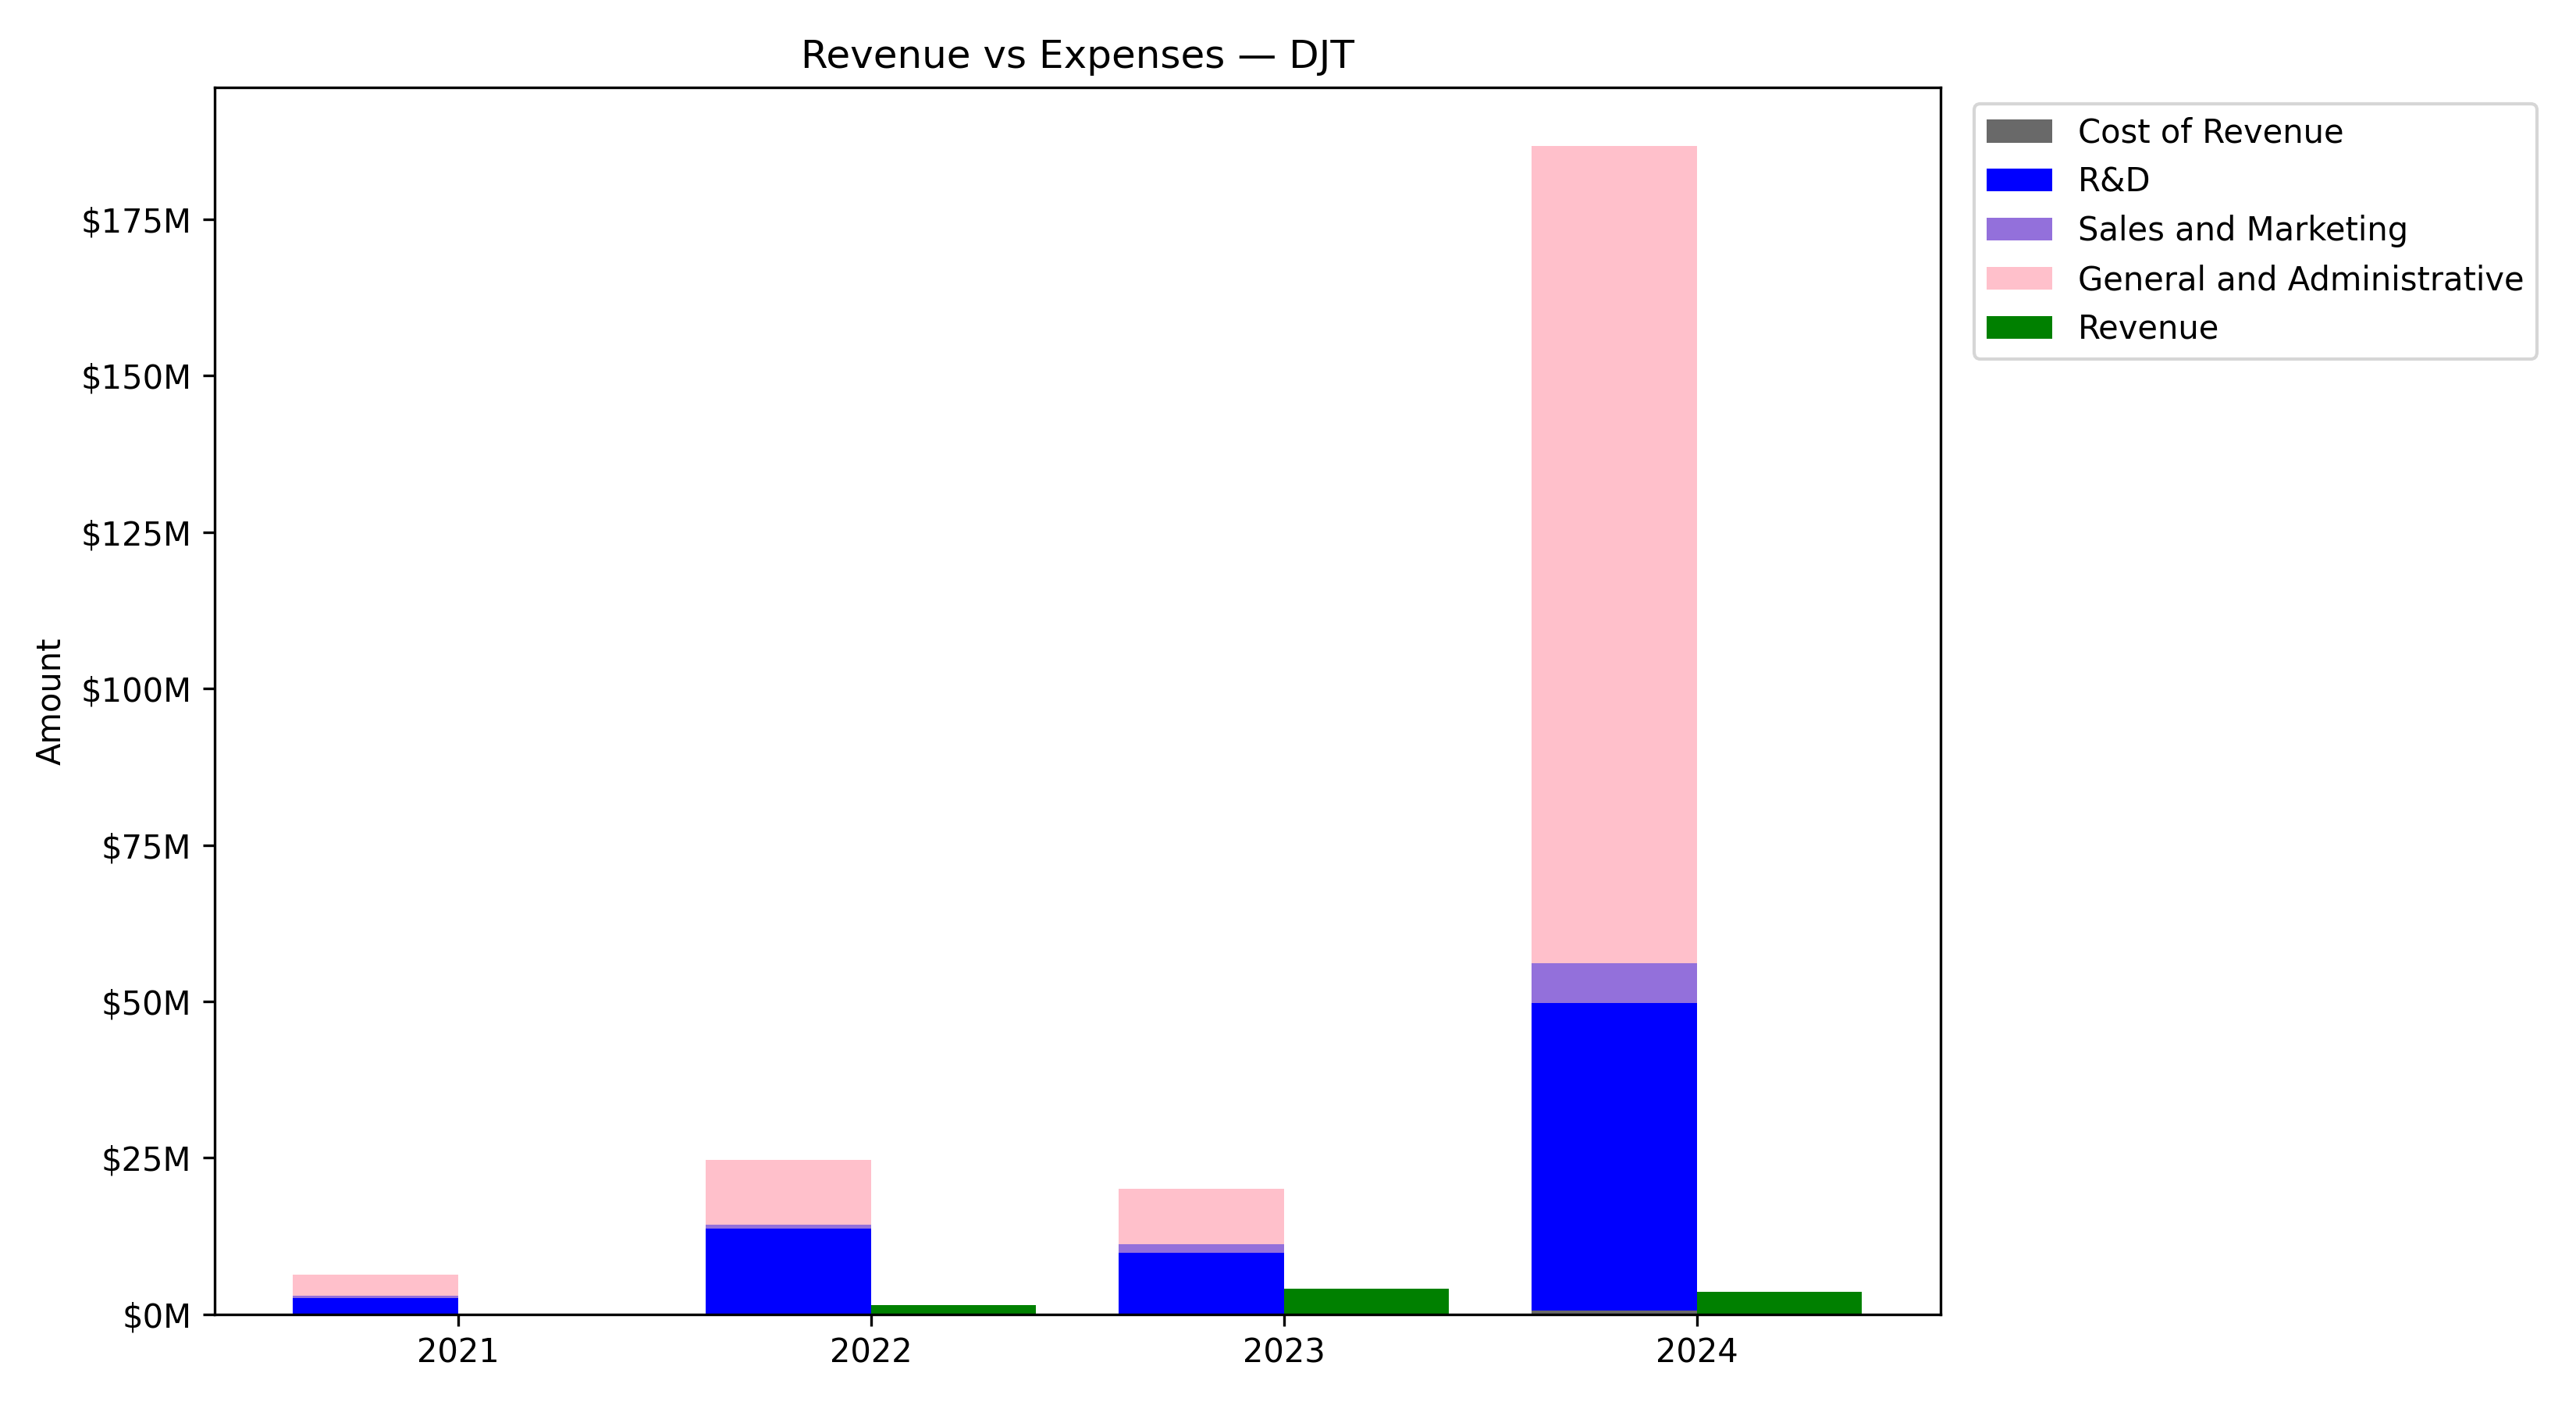 Revenue vs Expenses — DJT
Cost of Revenue
R&D
Sales and Marketing
General and Administrative
Revenue
Amount
$175M
$150M
$125M
$100M
$75M
$50M
$25M
$0M
2021
2022
2023
2024